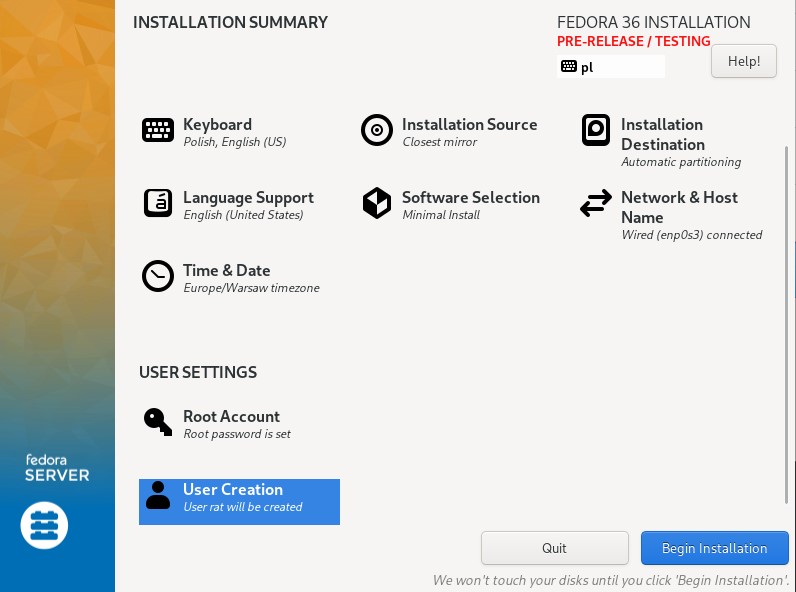 INSTALLATION SUMMARY
FEDORA 36 INSTALLATION
PRE-RELEASE / TESTING
pl
Help!
Keyboard
Polish, English (US)
Installation Source
Closest mirror
Installation
Destination
Automatic partitioning
Language Support
English (United States)
Software Selection
Minimal Install
Network & Host
Name
Wired (enp0s3) connected
Time & Date
Europe/Warsaw timezone
USER SETTINGS
Root Account
Root password is set
User Creation
User rat will be created
fedora
SERVER
Quit
Begin Installation
We won't touch your disks until you click 'Begin Installation'.